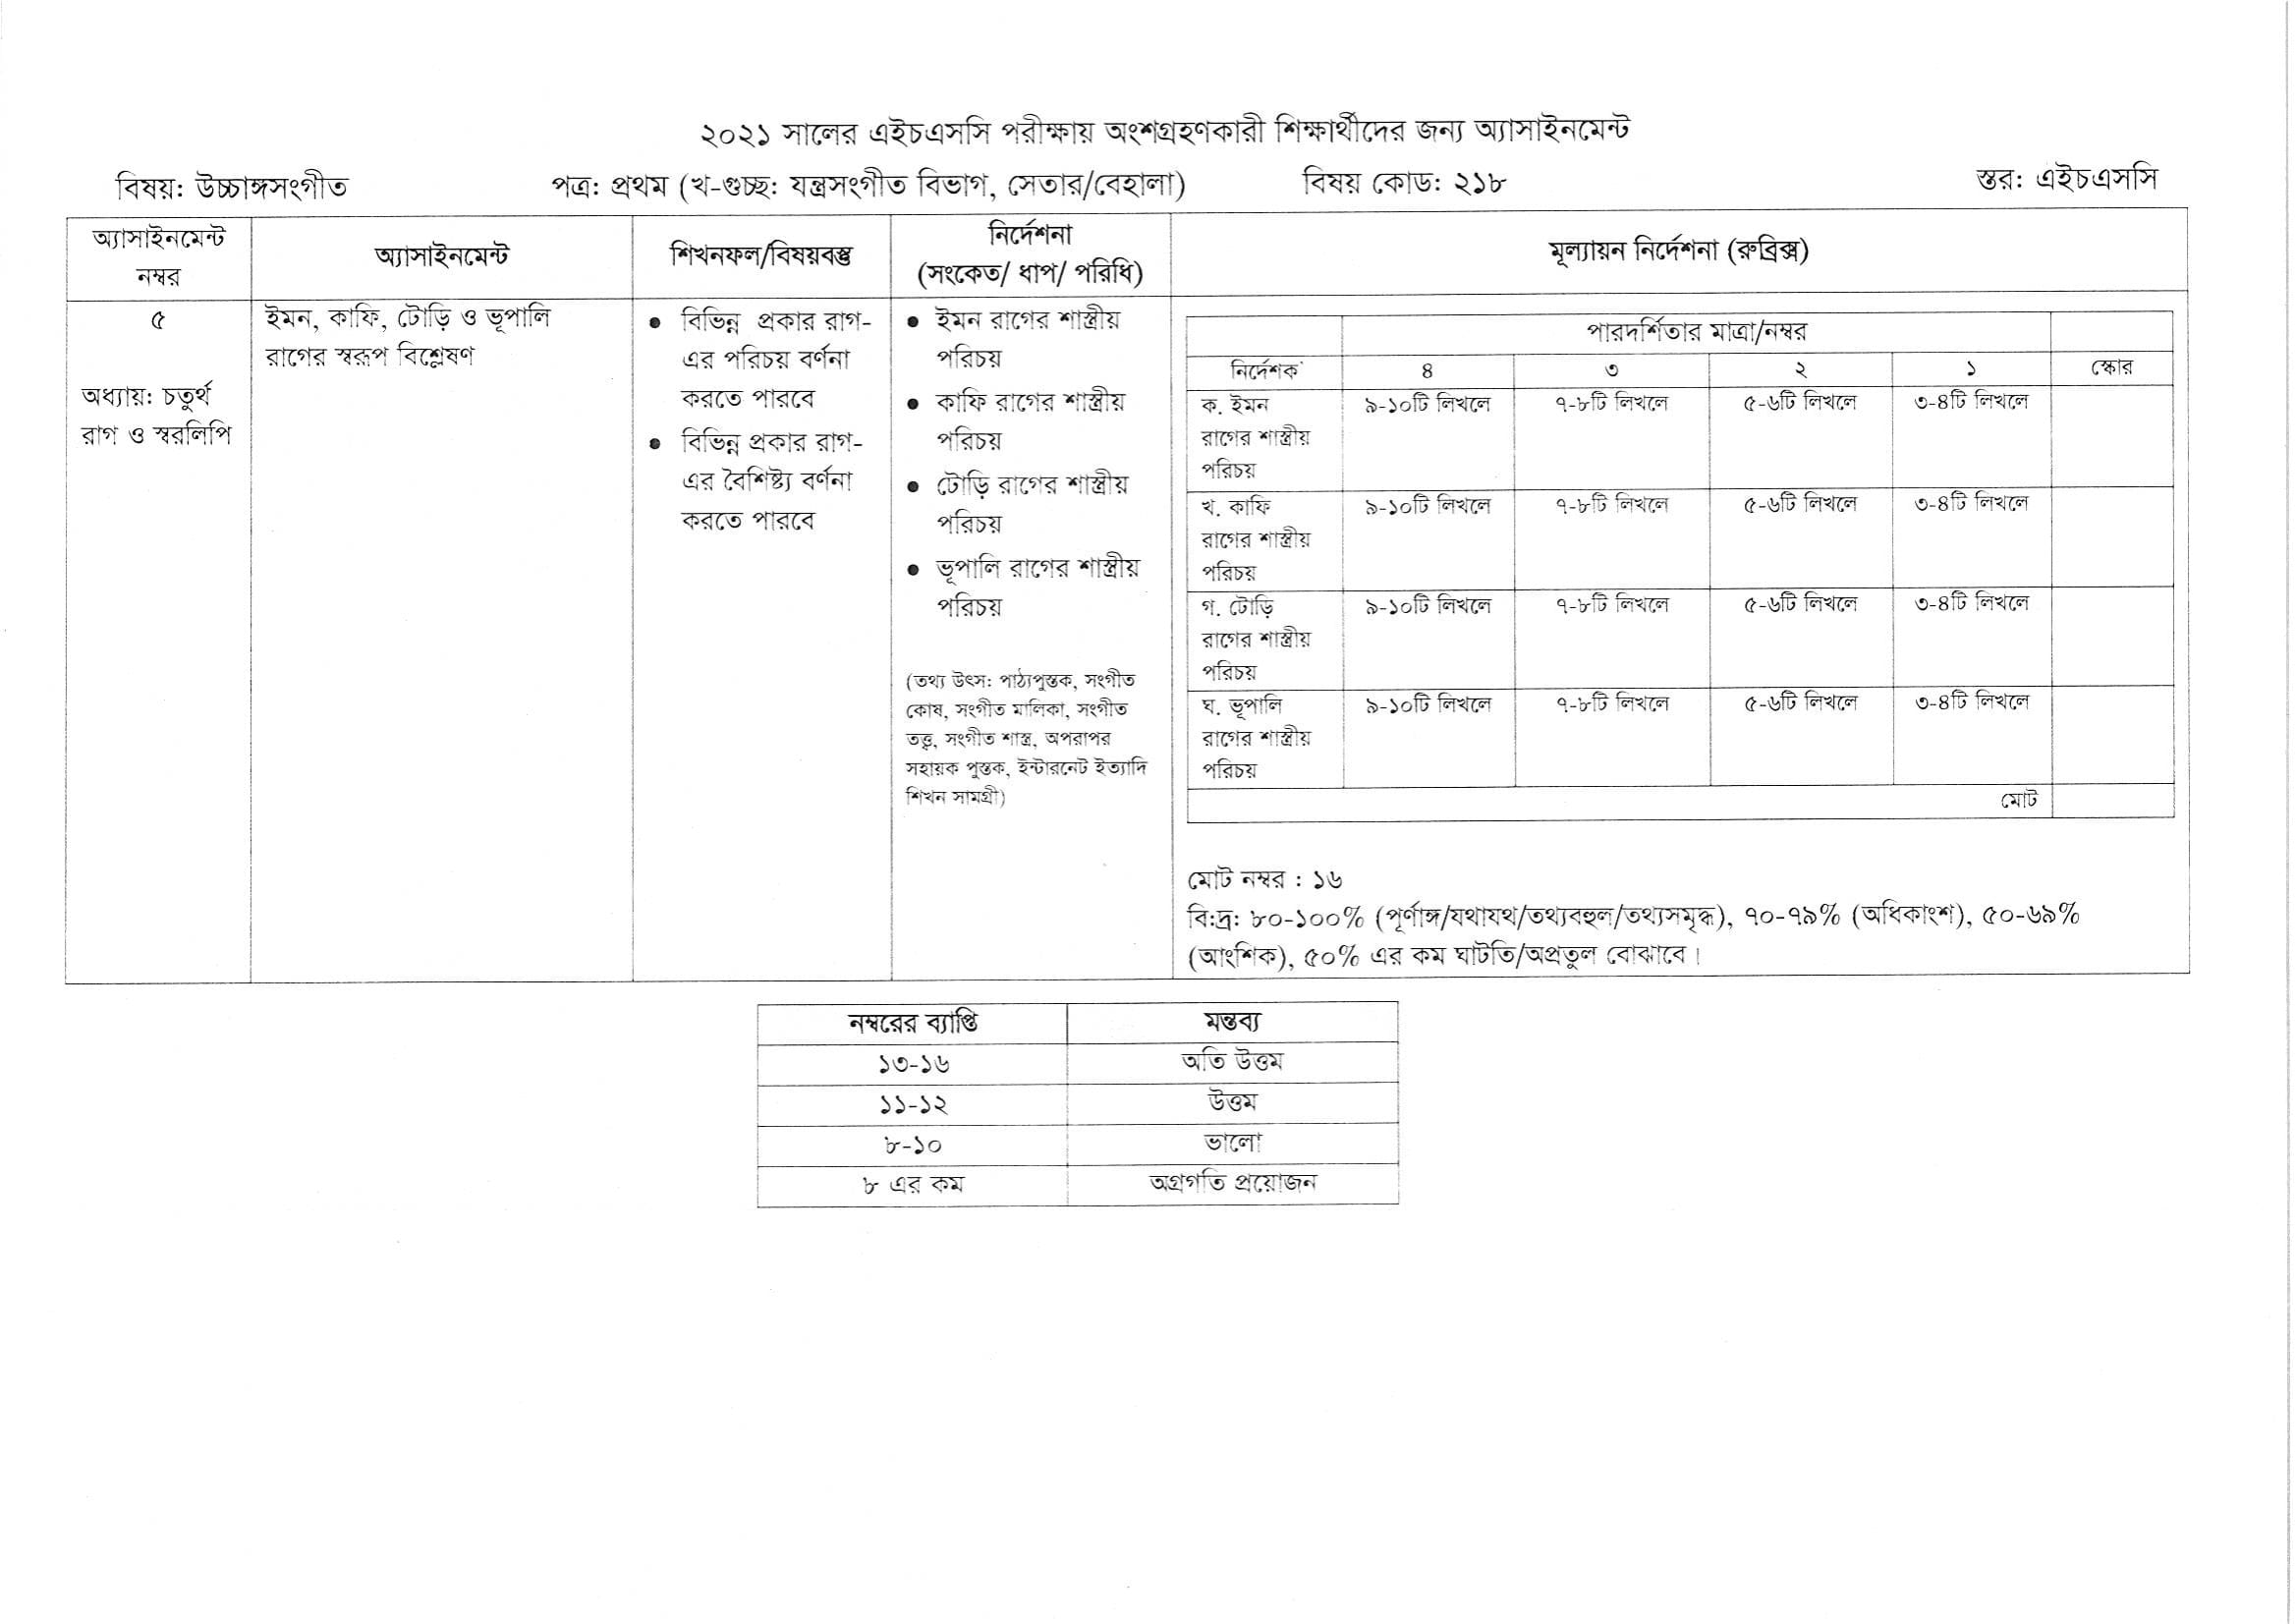 ২০২১ সালের এইচএসসি পরীক্ষায় অংশগ্রহণকারী শিক্ষার্থীদের জন্য অ্যাসাইনমেন্ট
বিষয়: উচ্চাঙ্গসংগীত পত্র: প্রথম (খ-গুচ্ছ: যন্ত্রসংগীত বিভাগ, সেতার/বেহালা) বিষয় কোড: ২১৮ স্তর: এইচএসসি
অ্যাসাইনমেন্ট
নম্বর
অ্যাসাইনমেন্ট
শিখনফল/বিষয়বস্তু
নির্দেশনা
(সংকেত/ ধাপ/ পরিধি)
মূল্যায়ন নির্দেশনা (রুব্রিক্স)
৫
অধ্যায়: চতুর্থ
রাগ ও স্বরলিপি
ইমন, কাফি, টোড়ি ও ভূপালি
রাগের স্বরূপ বিশ্লেষণ
● বিভিন্ন প্রকার রাগ-
এর পরিচয় বর্ণনা
করতে পারবে
● বিভিন্ন প্রকার রাগ-
এর বৈশিষ্ট্য বর্ণনা
করতে পারবে
● ইমন রাগের শাস্ত্রীয়
পরিচয়
● কাফি রাগের শাস্ত্রীয়
পরিচয়
● টোড়ি রাগের শাস্ত্রীয়
পরিচয়
● ভূপালি রাগের শাস্ত্রীয়
পরিচয়
(তথ্য উৎস: পাঠ্যপুস্তক, সংগীত
কোষ, সংগীত মালিকা, সংগীত
তত্ত্ব, সংগীত শাস্ত্র, অপরাপর
সহায়ক পুস্তক, ইন্টারনেট ইত্যাদি
শিখন সামগ্রী)
পারদর্শিতার মাত্রা/নম্বর
নির্দেশক ৪ ৩ ২ ১ স্কোর
ক. ইমন ৯-১০টি লিখলে ৭-৮টি লিখলে ৫-৬টি লিখলে ৩-৪টি লিখলে
রাগের শাস্ত্রীয়
পরিচয়
খ. কাফি ৯-১০টি লিখলে ৭-৮টি লিখলে ৫-৬টি লিখলে ৩-৪টি লিখলে
রাগের শাস্ত্রীয়
পরিচয়
গ. টোড়ি ৯-১০টি লিখলে ৭-৮টি লিখলে ৫-৬টি লিখলে ৩-৪টি লিখলে
রাগের শাস্ত্রীয়
পরিচয়
ঘ. ভূপালি ৯-১০টি লিখলে ৭-৮টি লিখলে ৫-৬টি লিখলে ৩-৪টি লিখলে
রাগের শাস্ত্রীয়
পরিচয়
মোট
মোট নম্বর : ১৬
বি:দ্র: ৮০-১০০% (পূর্ণাঙ্গ/যথাযথ/তথ্যবহুল/তথ্যসমৃদ্ধ), ৭০-৭৯% (অধিকাংশ), ৫০-৬৯%
(আংশিক), ৫০% এর কম ঘাটতি/অপ্রতুল বোঝাবে।
নম্বরের ব্যাপ্তি মন্তব্য
১৩-১৬ অতি উত্তম
১১-১২ উত্তম
৮-১০ ভালো
৮ এর কম অগ্রগতি প্রয়োজন